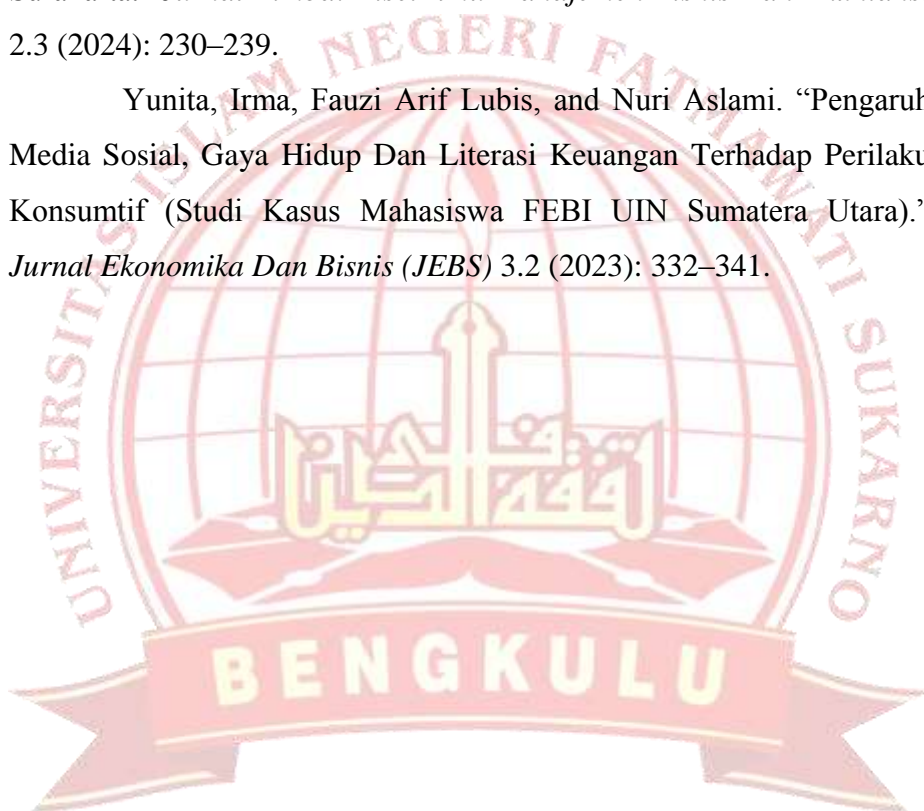 2.3 (2024): 230–239.
Yunita, Irma, Fauzi Arif Lubis, and Nuri Aslami. “Pengaruh
Media Sosial, Gaya Hidup Dan Literasi Keuangan Terhadap Perilaku
Konsumtif (Studi Kasus Mahasiswa FEBI UIN Sumatera Utara).”
Jurnal Ekonomika Dan Bisnis (JEBS) 3.2 (2023): 332–341.
UNIVERSITAS ISLAM NEGERI FATMAWATI SUKARNO
BENGKULU